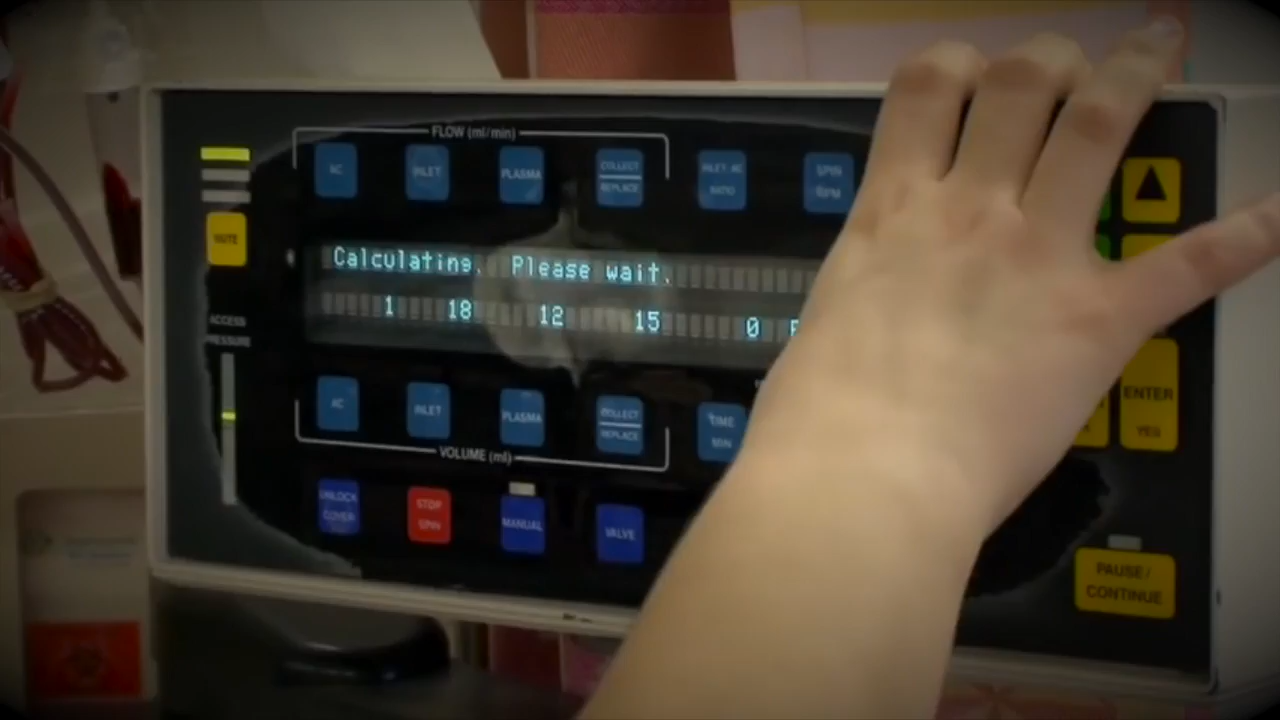 FLOW (ml/min)
AC INLET PLASMA COLLECT REPLACE INLET:AC RATIO SPIN RPM
MUTE
Calculating. Please wait.
1 18 12 15 0
ACCESS PRESSURE
AC INLET PLASMA COLLECT REPLACE TIME MIN
ENTER YES
VOLUME (ml)
UNLOCK COVER STOP SPIN MANUAL VALVE
PAUSE/
CONTINUE